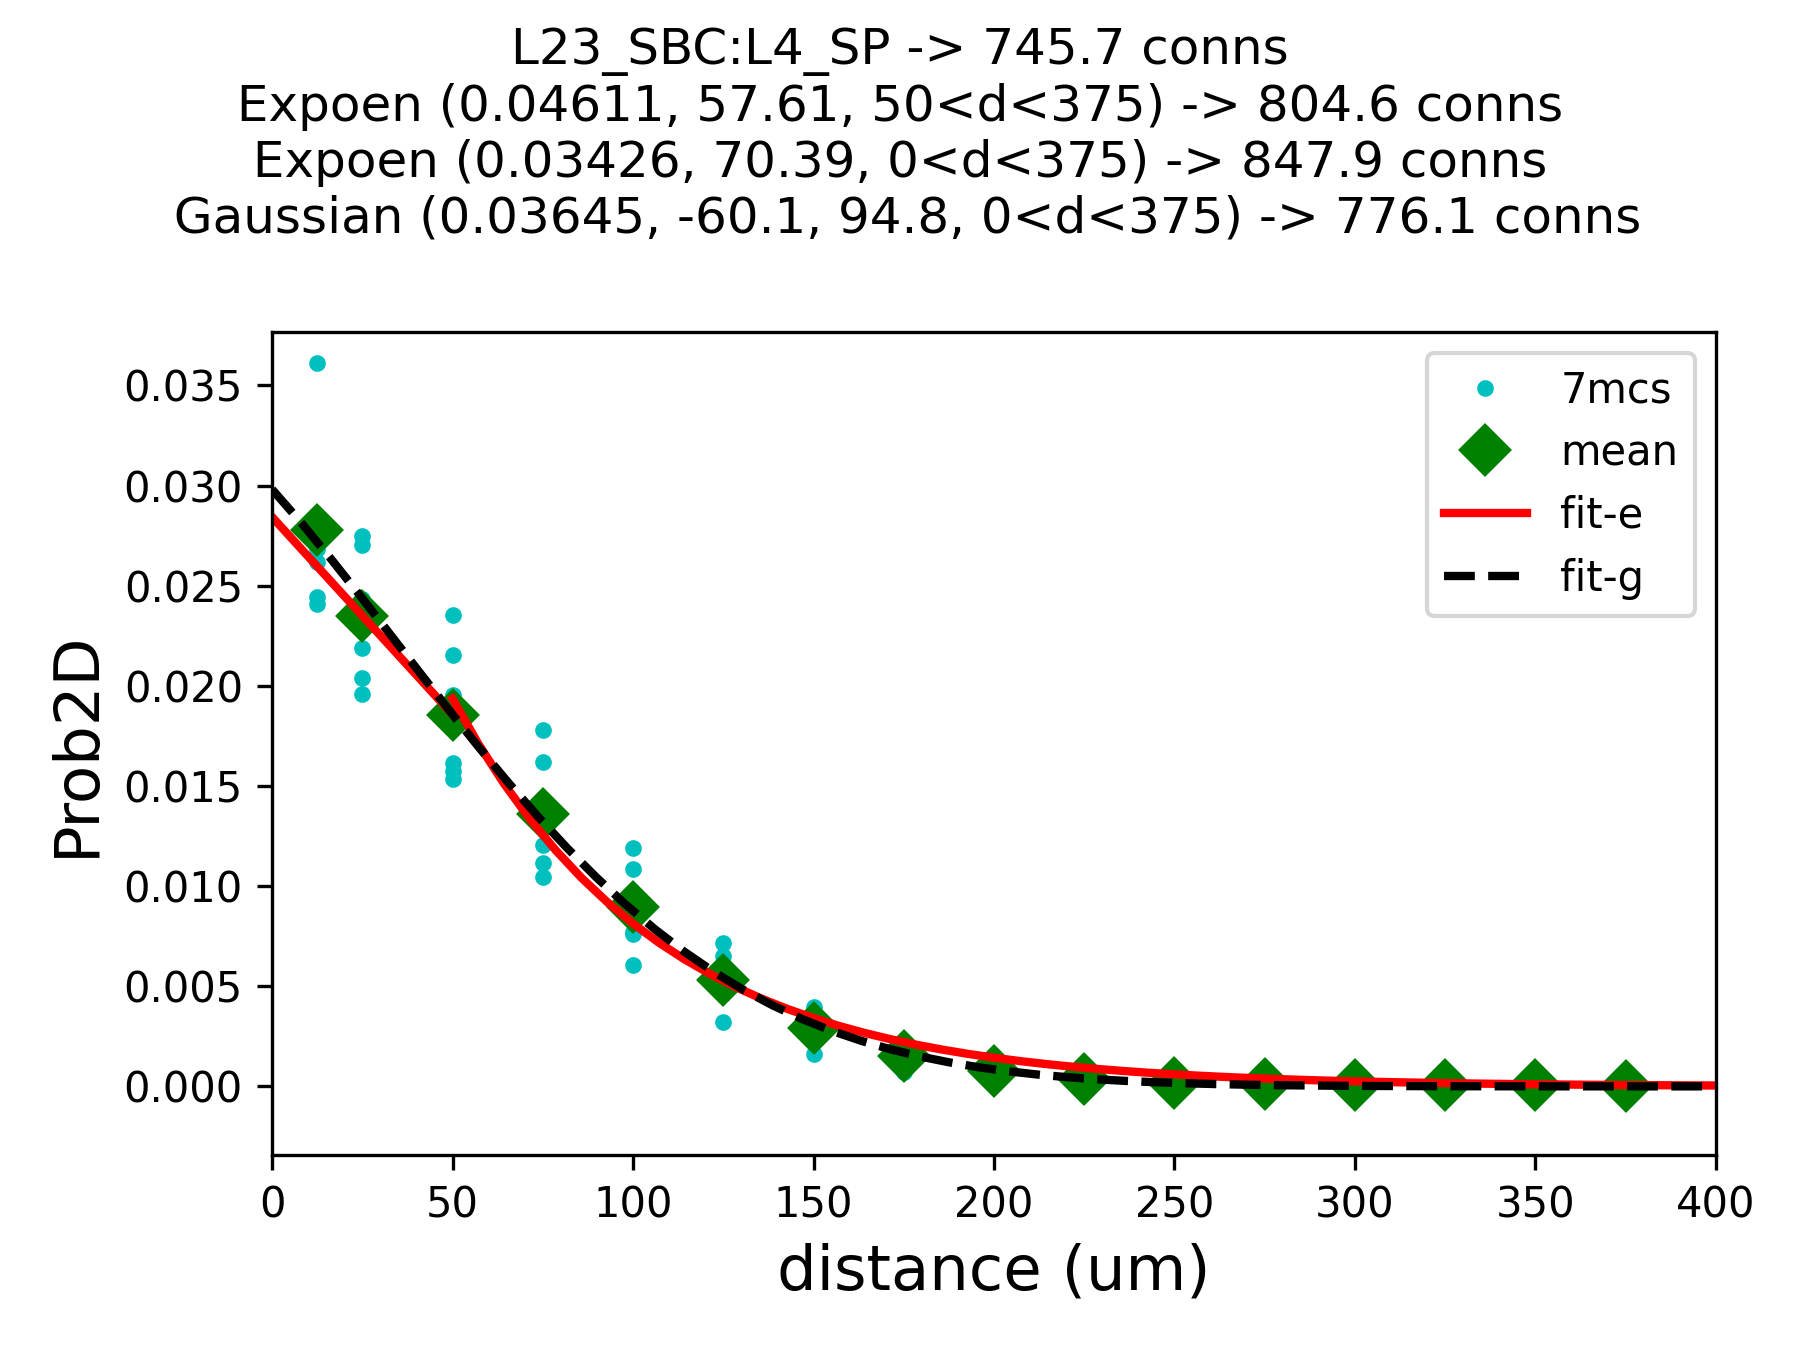 L23_SBC:L4_SP -> 745.7 conns
Expoen (0.04611, 57.61, 50<d<375) -> 804.6 conns
Expoen (0.03426, 70.39, 0<d<375) -> 847.9 conns
Gaussian (0.03645, -60.1, 94.8, 0<d<375) -> 776.1 conns
7mcs
mean
fit-e
fit-g
0.035
0.030
0.025
0.020
0.015
0.010
0.005
0.000
Prob2D
0 50 100 150 200 250 300 350 400
distance (um)